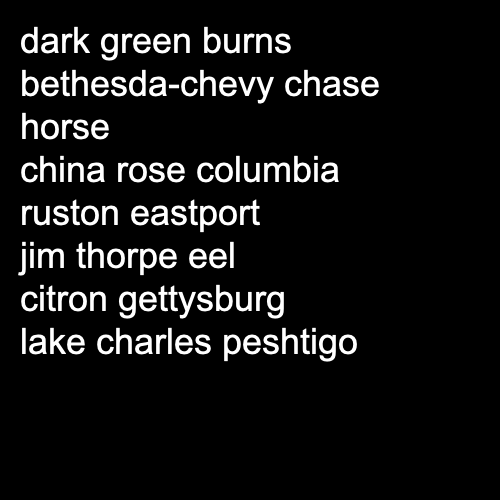 dark green burns
bethesda-chevy chase
horse
china rose columbia
ruston eastport
jim thorpe eel
citron gettysburg
lake charles peshtigo